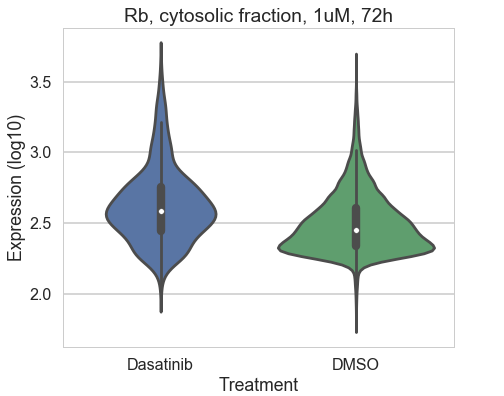 Rb, cytosolic fraction, 1uM, 72h
Expression (log10)
3.5
3.0
2.5
2.0
Dasatinib DMSO
Treatment